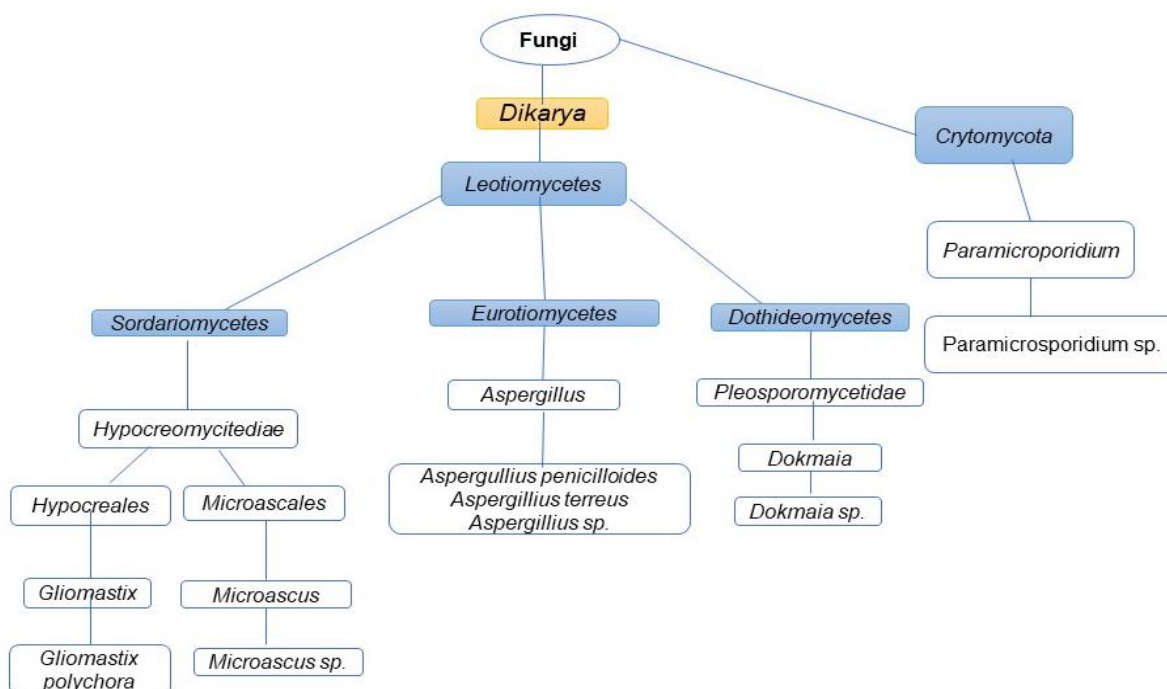 Fungi
Dikarya
Crytomycota
Leotiomycetes
Paramicroporidium
Sordariomycetes
Eurotiomycetes
Dothideomycetes
Paramicrosporidium sp.
Aspergillus
Pleosporomycetidae
Hypocreomycitediae
Dokmaia
Aspergullius penicilloides
Aspergillius terreus
Aspergillius sp.
Hypocreales
Microascales
Dokmaia sp.
Gliomastix
Microascus
Gliomastix
polychora
Microascus sp.